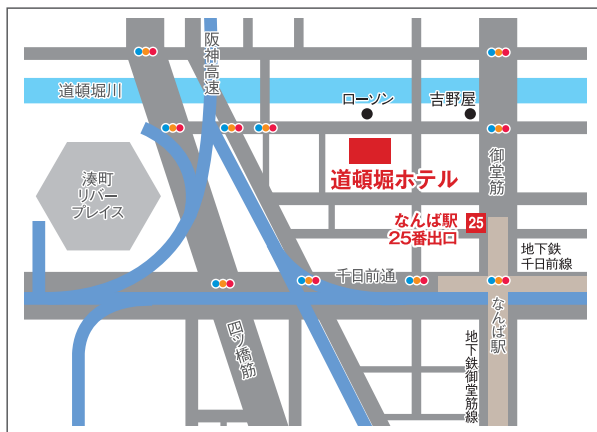 阪神高速
道頓堀川
ローソン
吉野屋
御堂筋
湊町
リバー
プレイス
道頓堀ホテル
なんば駅
25番出口
25
地下鉄
千日前線
千日前通
なんば駅
四ツ橋筋
地下鉄御堂筋線